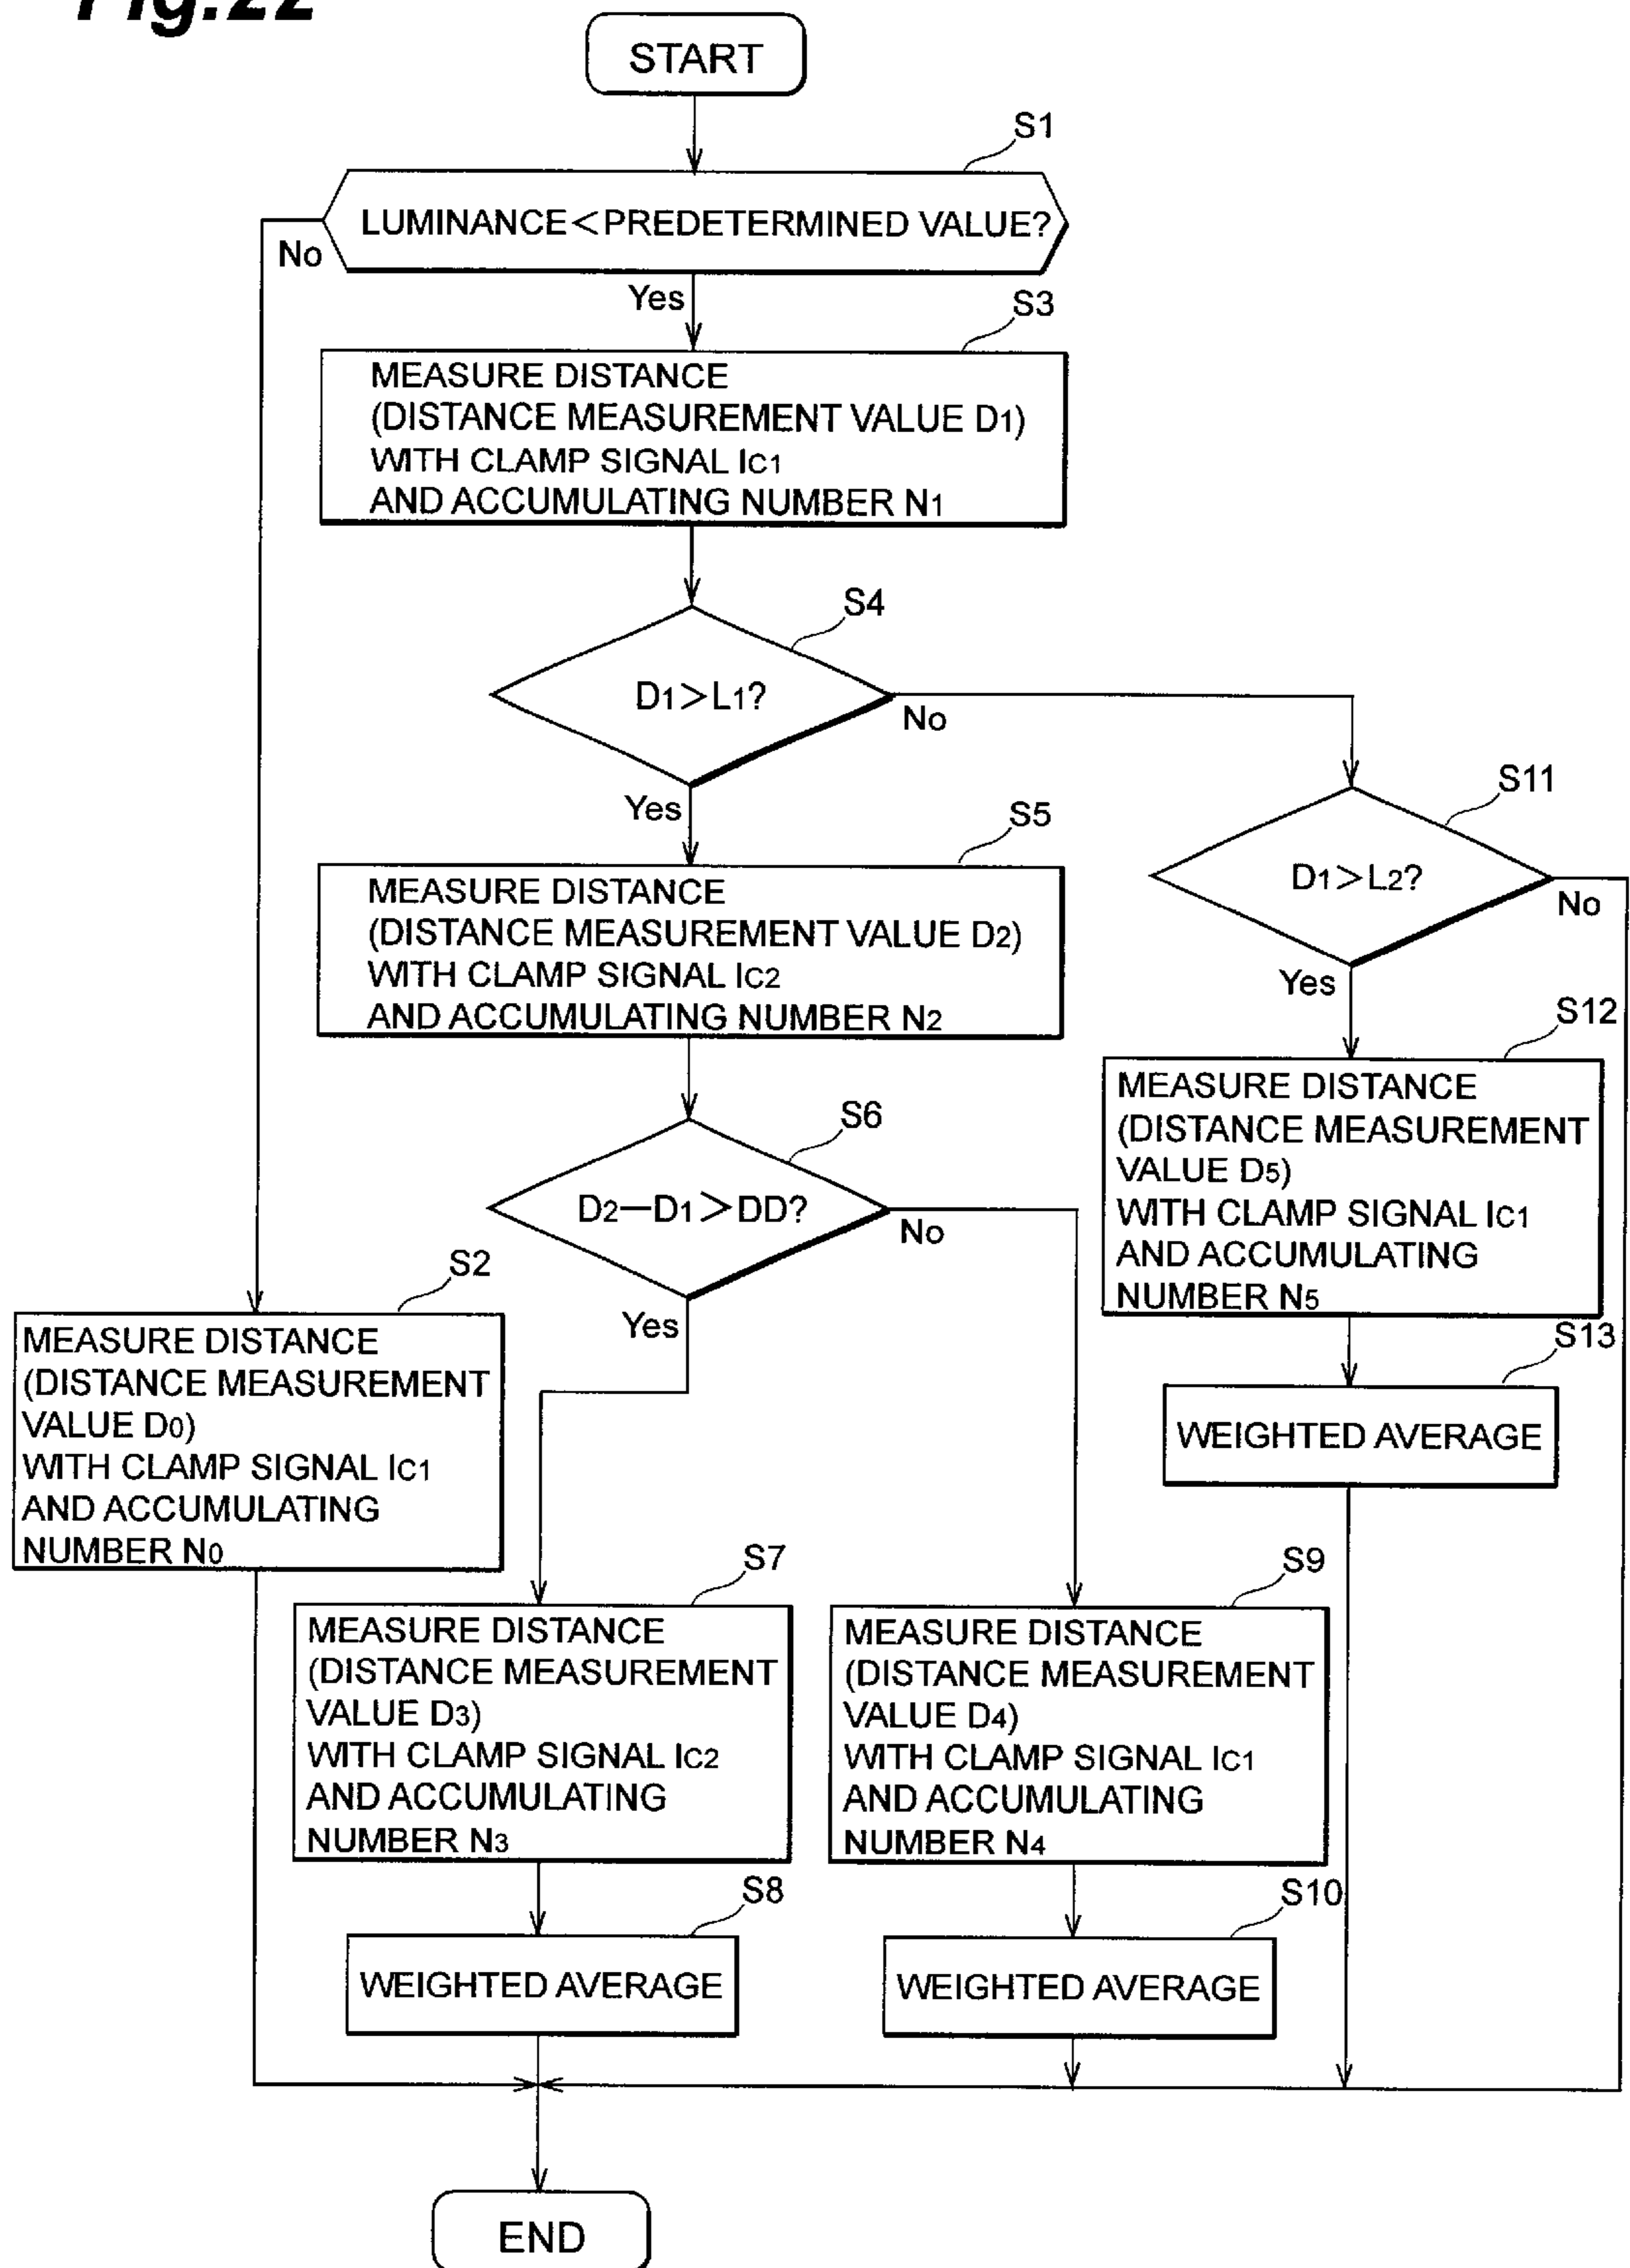 Fig.22
START
S1
LUMINANCE<PREDETERMINED VALUE?
No
Yes
S3
MEASURE DISTANCE
(DISTANCE MEASUREMENT VALUE D1)
WITH CLAMP SIGNAL IC1
AND ACCUMULATING NUMBER N1
S4
D1>L1?
No
Yes
S11
D1>L2?
No
Yes
S5
MEASURE DISTANCE
(DISTANCE MEASUREMENT VALUE D2)
WITH CLAMP SIGNAL IC2
AND ACCUMULATING NUMBER N2
S12
MEASURE DISTANCE
(DISTANCE MEASUREMENT
VALUE D5)
WITH CLAMP SIGNAL IC1
AND ACCUMULATING
NUMBER N5
S6
D2—D1>DD?
No
Yes
S13
WEIGHTED AVERAGE
S2
MEASURE DISTANCE
(DISTANCE MEASUREMENT
VALUE D0)
WITH CLAMP SIGNAL IC1
AND ACCUMULATING
NUMBER N0
S7
MEASURE DISTANCE
(DISTANCE MEASUREMENT
VALUE D3)
WITH CLAMP SIGNAL IC2
AND ACCUMULATING
NUMBER N3
S9
MEASURE DISTANCE
(DISTANCE MEASUREMENT
VALUE D4)
WITH CLAMP SIGNAL IC1
AND ACCUMULATING
NUMBER N4
S8
WEIGHTED AVERAGE
S10
WEIGHTED AVERAGE
END